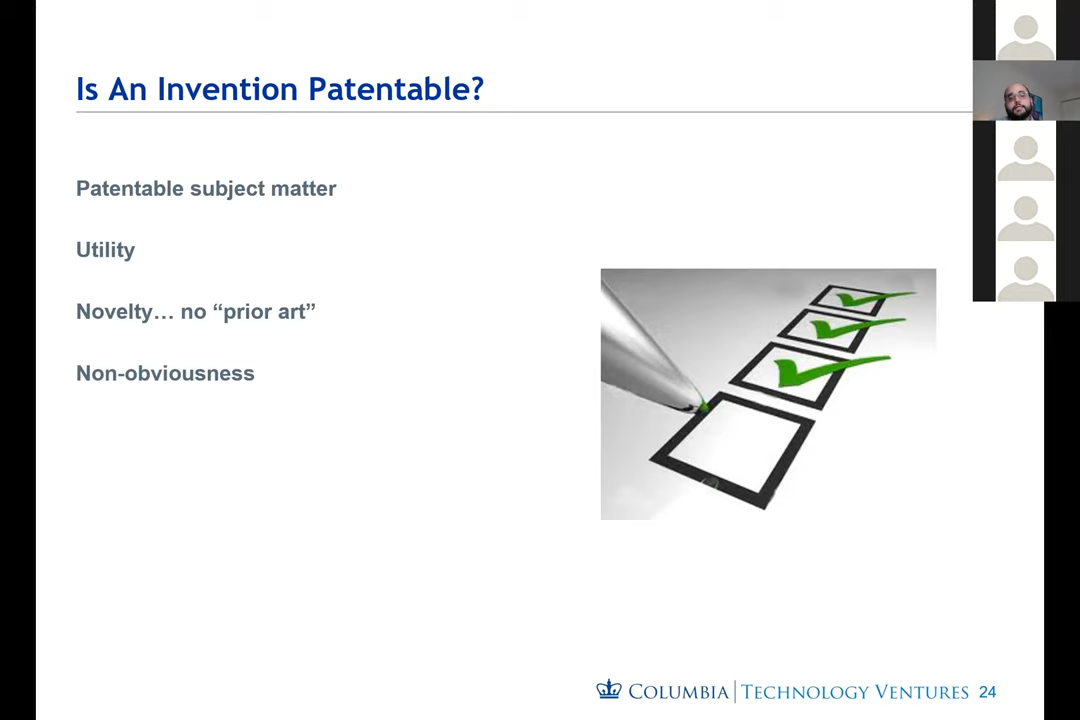 Is An Invention Patentable?
Patentable subject matter
Utility
Novelty… no “prior art”
Non-obviousness
COLUMBIA | TECHNOLOGY VENTURES 24